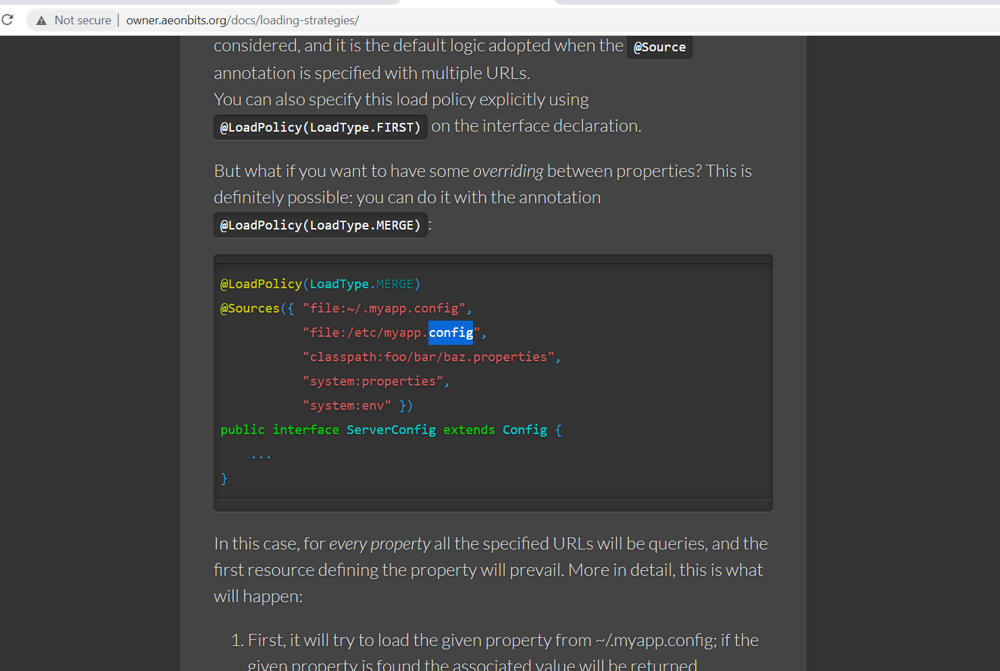 Not secure | owner.aeonbits.org/docs/loading-strategies/
considered, and it is the default logic adopted when the @Source
annotation is specified with multiple URLs.
You can also specify this load policy explicitly using
@LoadPolicy(LoadType.FIRST) on the interface declaration.
But what if you want to have some overriding between properties? This is
definitely possible: you can do it with the annotation
@LoadPolicy(LoadType.MERGE):
@LoadPolicy(LoadType.MERGE)
@Sources({ "file:~/.myapp.config",
"file:/etc/myapp.config",
"classpath:foo/bar/baz.properties",
"system:properties",
"system:env" })
public interface ServerConfig extends Config {
...
}
In this case, for every property all the specified URLs will be queries, and the
first resource defining the property will prevail. More in detail, this is what
will happen:
1. First, it will try to load the given property from ~/.myapp.config; if the
given property is found the associated value will be returned